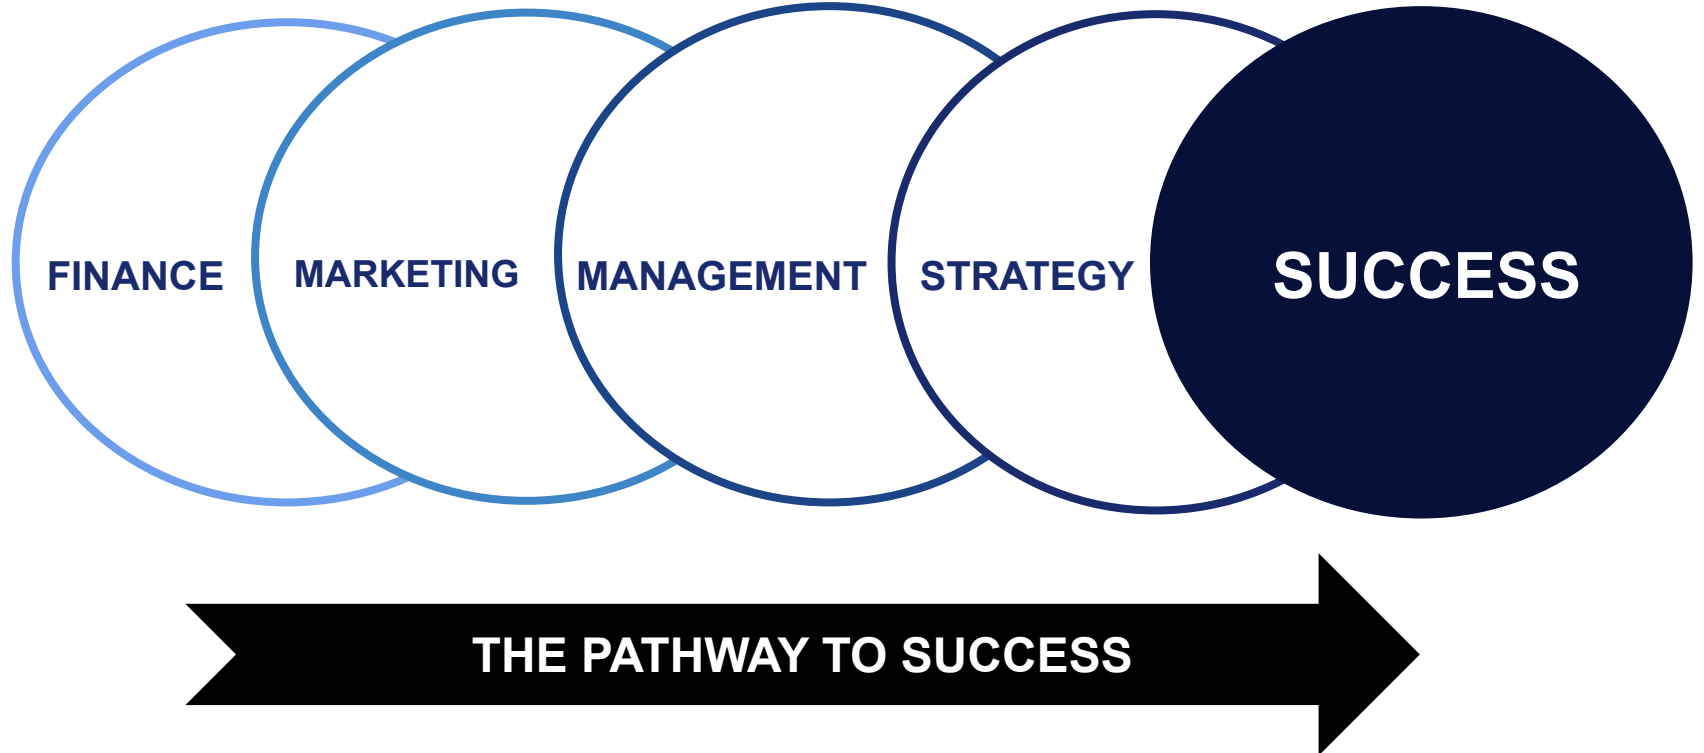 FINANCE
MARKETING
MANAGEMENT
STRATEGY
SUCCESS
THE PATHWAY TO SUCCESS